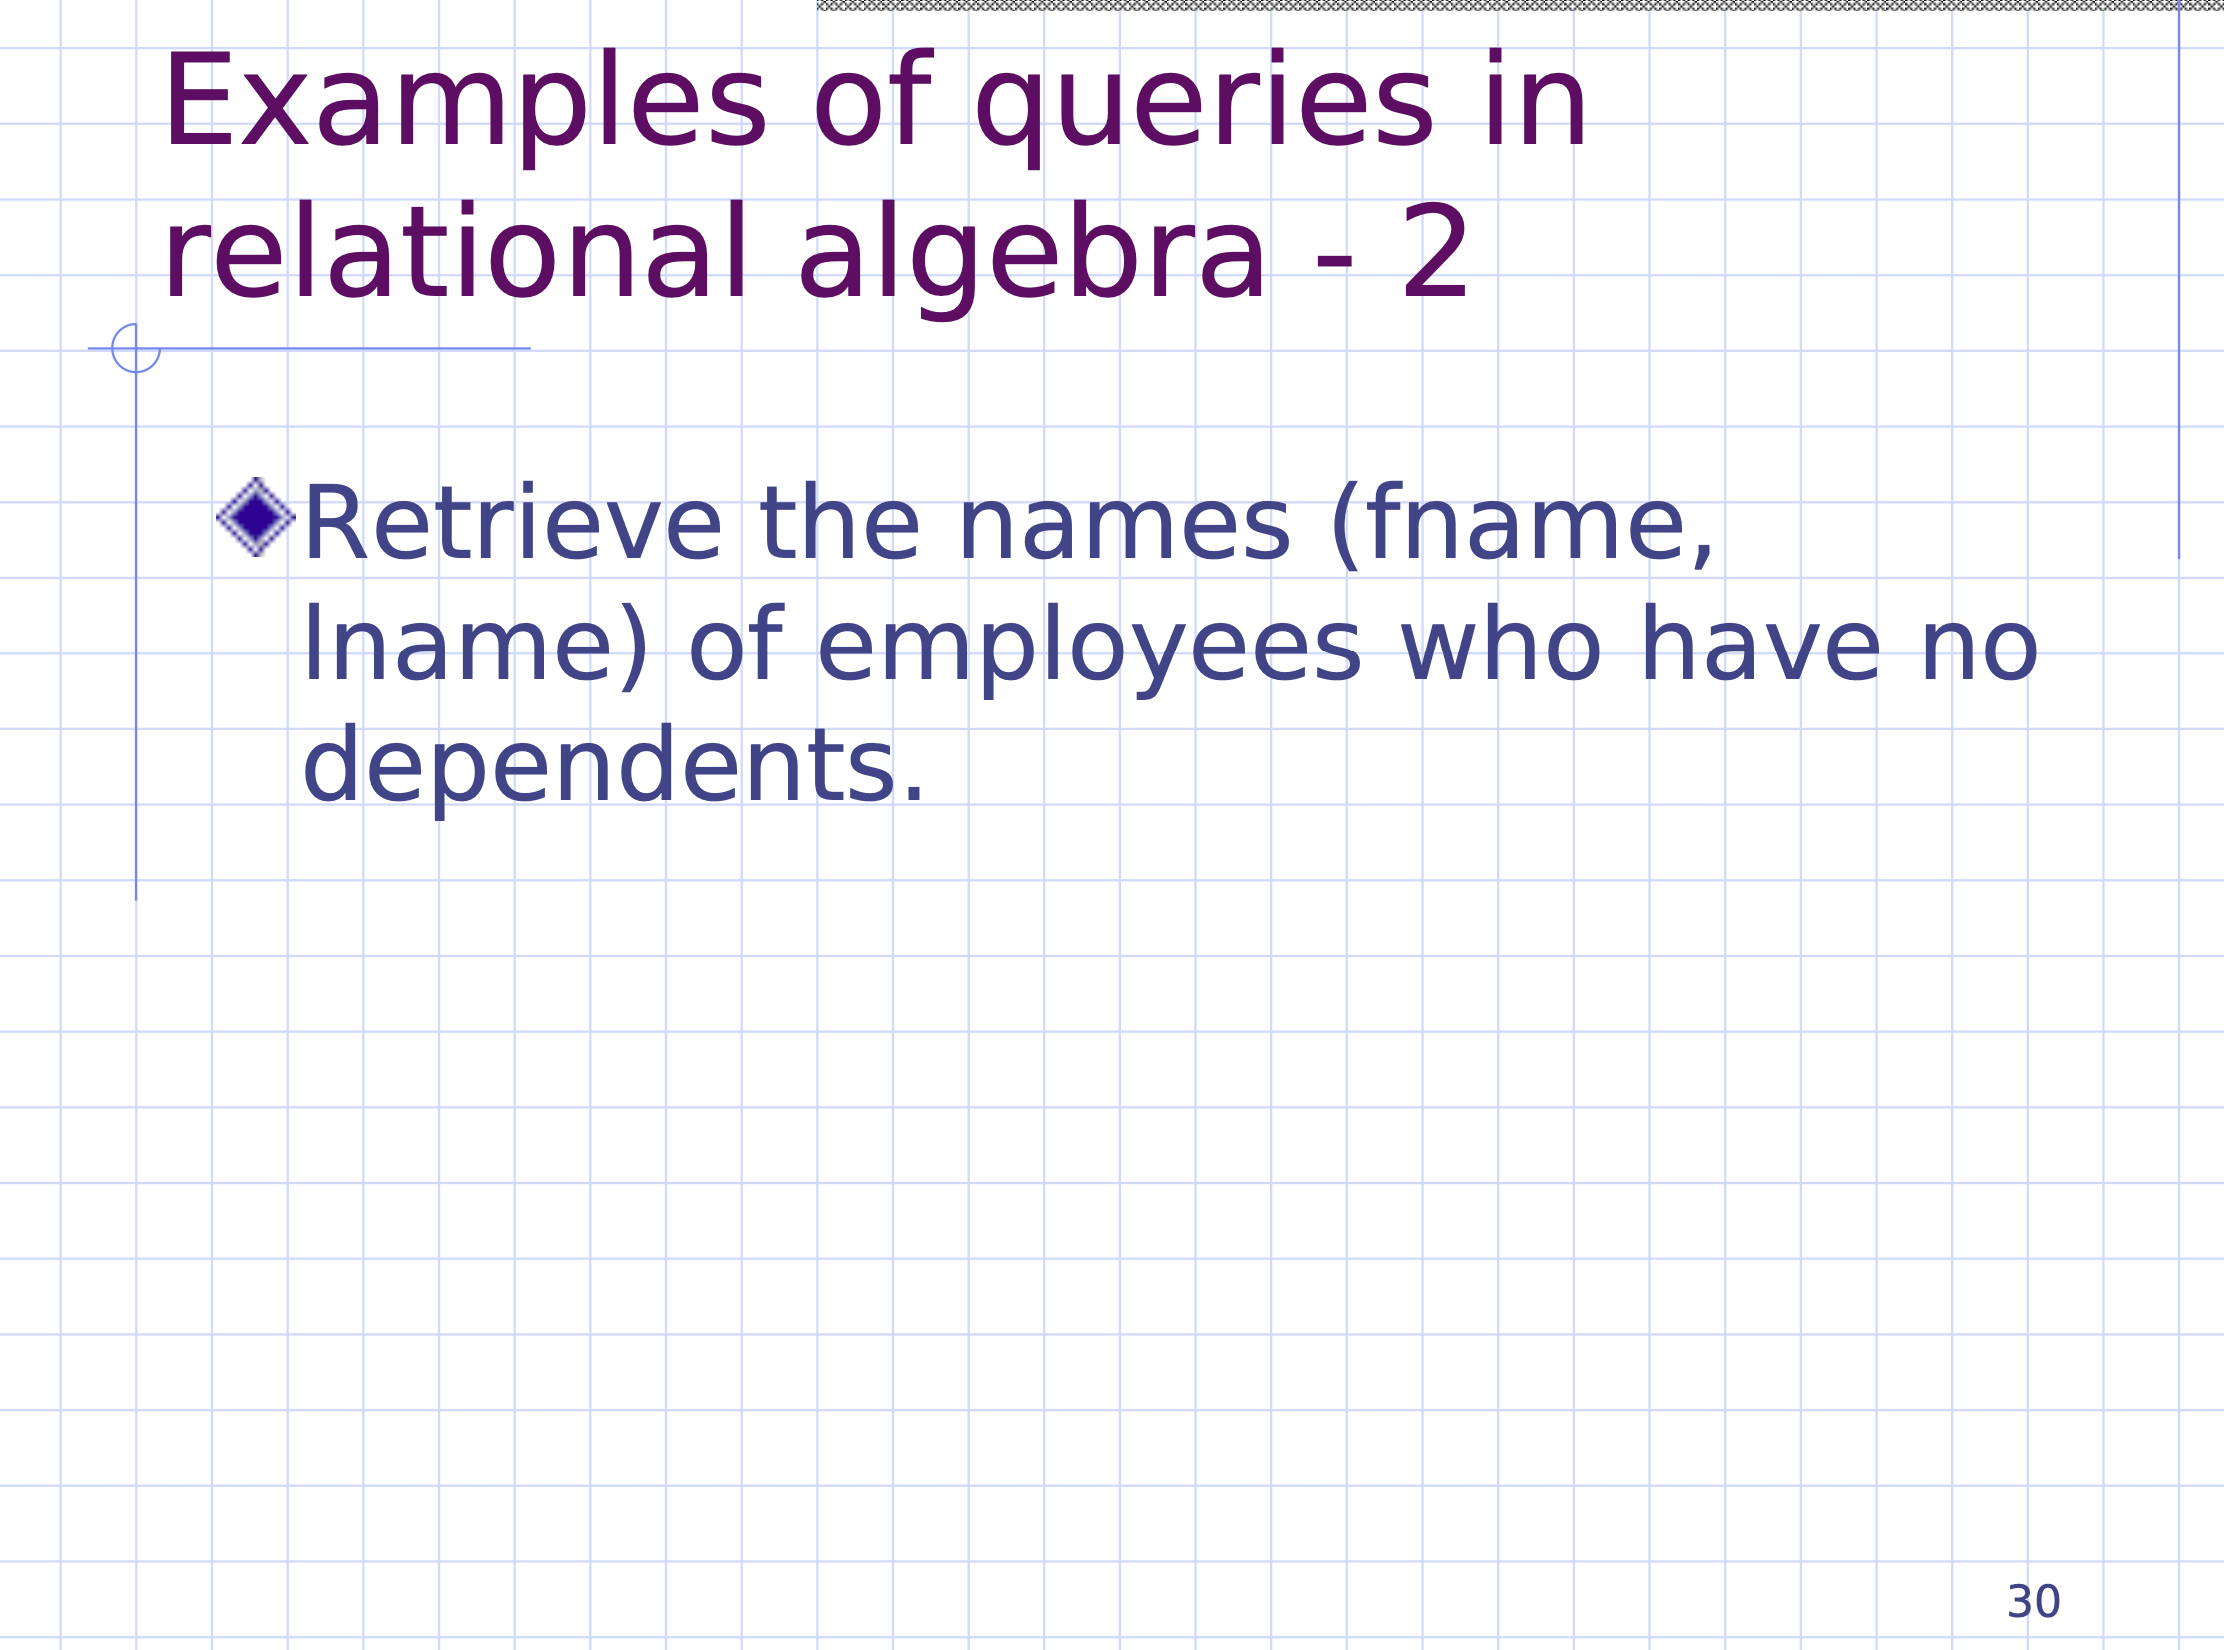 Examples of queries in
relational algebra - 2
Retrieve the names (fname,
lname) of employees who have no
dependents.
30